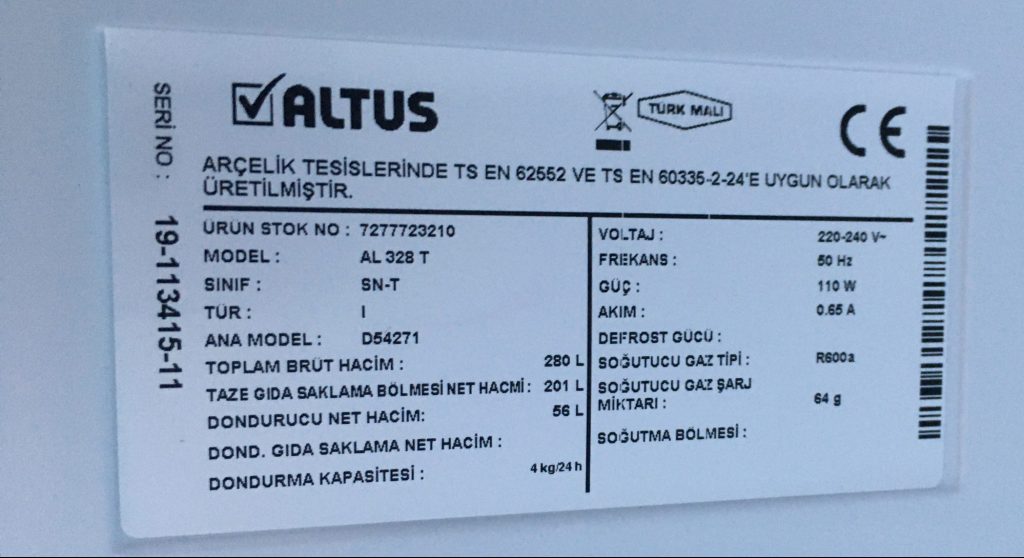 ALTUS
TÜRK MALI
CE
ARÇELİK TESİSLERİNDE TS EN 62552 VE TS EN 60335-2-24'E UYGUN OLARAK
ÜRETİLMİŞTİR.
SERİ NO : 19-113415-11
ÜRÜN STOK NO : 7277723210
MODEL : AL 328 T
SINIF : SN-T
TÜR : I
ANA MODEL : D54271
TOPLAM BRÜT HACİM : 280 L
TAZE GIDA SAKLAMA BÖLMESİ NET HACMİ : 201 L
DONDURUCU NET HACİM: 56 L
DOND. GIDA SAKLAMA NET HACİM :
DONDURMA KAPASİTESİ : 4 kg/24 h
VOLTAJ : 220-240 V~
FREKANS : 50 Hz
GÜÇ : 110 W
AKIM : 0.65 A
DEFROST GÜCÜ :
SOĞUTUCU GAZ TİPİ : R600a
SOĞUTUCU GAZ ŞARJ
MİKTARI : 64 g
SOĞUTMA BÖLMESİ :